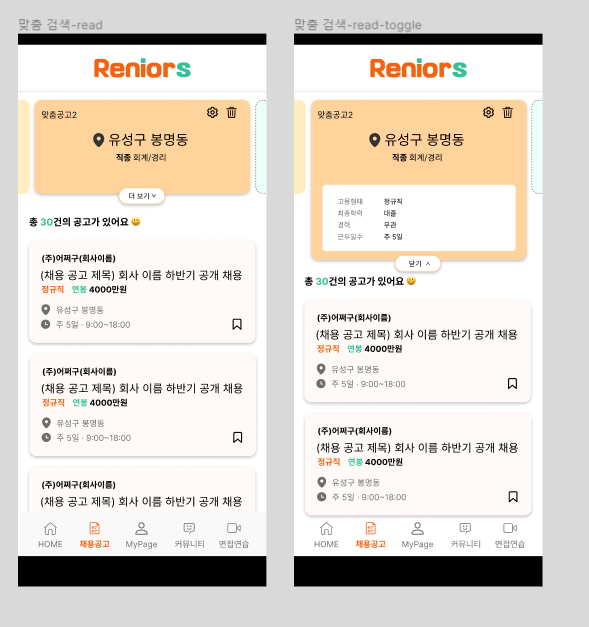 맞춤 검색-read
Reniors
맞춤공고2
유성구 봉명동
직종 회계/경리
더 보기
총 30건의 공고가 있어요 😀
(주)어쩌구(회사이름)
(채용 공고 제목) 회사 이름 하반기 공개 채용
정규직 연봉 4000만원
유성구 봉명동
주 5일 · 9:00~18:00
(주)어쩌구(회사이름)
(채용 공고 제목) 회사 이름 하반기 공개 채용
정규직 연봉 4000만원
유성구 봉명동
주 5일 · 9:00~18:00
(주)어쩌구(회사이름)
(채용 공고 제목) 회사 이름 하반기 공개 채용
HOME 채용공고 MyPage 커뮤니티 면접연습
맞춤 검색-read-toggle
Reniors
맞춤공고2
유성구 봉명동
직종 회계/경리
고용형태 정규직
최종학력 대졸
경력 무관
근무일수 주 5일
닫기
총 30건의 공고가 있어요 😀
(주)어쩌구(회사이름)
(채용 공고 제목) 회사 이름 하반기 공개 채용
정규직 연봉 4000만원
유성구 봉명동
주 5일 · 9:00~18:00
(주)어쩌구(회사이름)
(채용 공고 제목) 회사 이름 하반기 공개 채용
정규직 연봉 4000만원
유성구 봉명동
주 5일 · 9:00~18:00
HOME 채용공고 MyPage 커뮤니티 면접연습